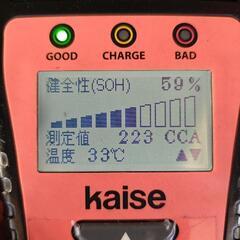 GOOD CHARGE BAD
健全性(SOH) 59%
測定値 223 CCA
温度 33℃
kaise